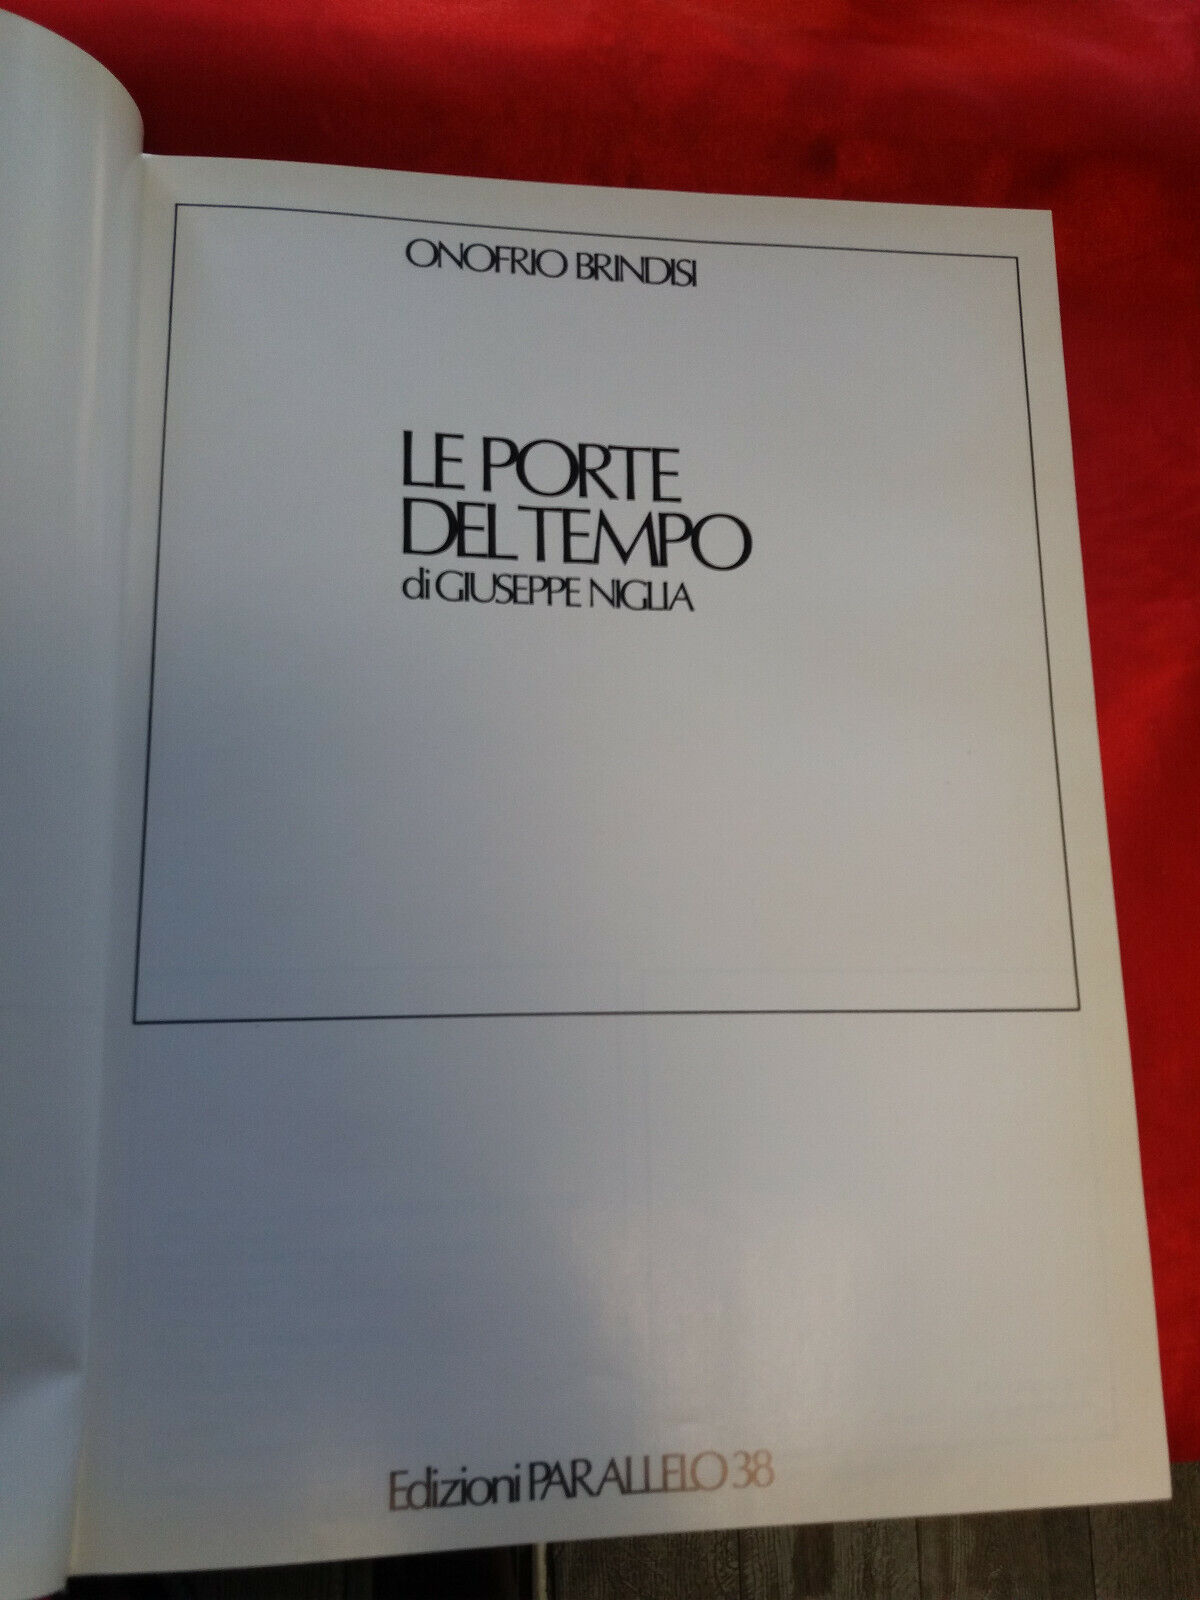 ONOFRIO BRINDISI
LE PORTE
DEL TEMPO
di GIUSEPPE NIGLIA
Edizioni PARALLELO 38